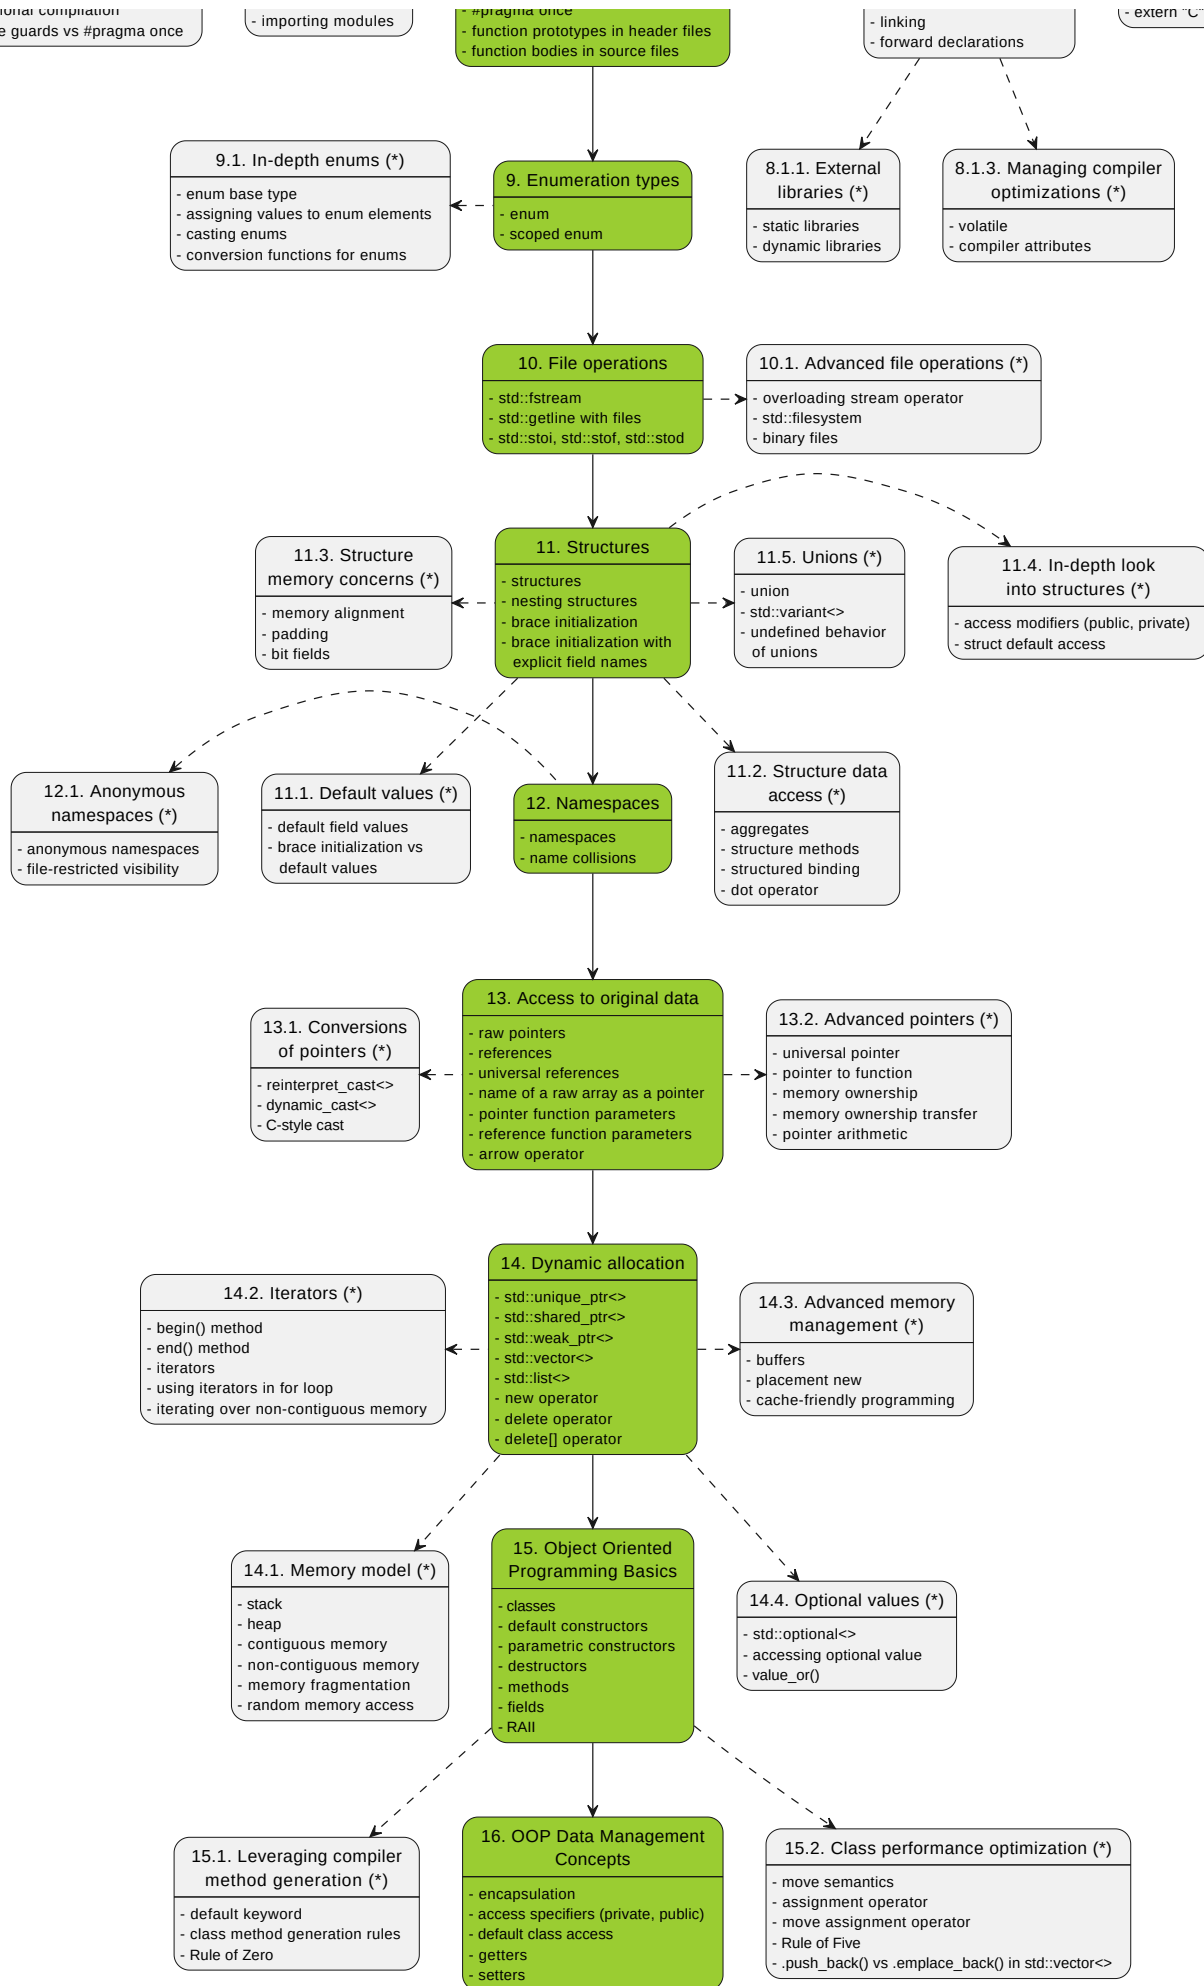 e guards vs #pragma once
- importing modules
- #pragma once
- function prototypes in header files
- function bodies in source files
- linking
- forward declarations
- extern "C"
9.1. In-depth enums (*)
- enum base type
- assigning values to enum elements
- casting enums
- conversion functions for enums
9. Enumeration types
- enum
- scoped enum
8.1.1. External
libraries (*)
- static libraries
- dynamic libraries
8.1.3. Managing compiler
optimizations (*)
- volatile
- compiler attributes
10. File operations
- std::fstream
- std::getline with files
- std::stoi, std::stof, std::stod
10.1. Advanced file operations (*)
- overloading stream operator
- std::filesystem
- binary files
11.3. Structure
memory concerns (*)
- memory alignment
- padding
- bit fields
11. Structures
- structures
- nesting structures
- brace initialization
- brace initialization with
explicit field names
11.5. Unions (*)
- union
- std::variant<>
- undefined behavior
of unions
11.4. In-depth look
into structures (*)
- access modifiers (public, private)
- struct default access
12.1. Anonymous
namespaces (*)
- anonymous namespaces
- file-restricted visibility
11.1. Default values (*)
- default field values
- brace initialization vs
default values
12. Namespaces
- namespaces
- name collisions
11.2. Structure data
access (*)
- aggregates
- structure methods
- structured binding
- dot operator
13.1. Conversions
of pointers (*)
- reinterpret_cast<>
- dynamic_cast<>
- C-style cast
13. Access to original data
- raw pointers
- references
- universal references
- name of a raw array as a pointer
- pointer function parameters
- reference function parameters
- arrow operator
13.2. Advanced pointers (*)
- universal pointer
- pointer to function
- memory ownership
- memory ownership transfer
- pointer arithmetic
14.2. Iterators (*)
- begin() method
- end() method
- iterators
- using iterators in for loop
- iterating over non-contiguous memory
14. Dynamic allocation
- std::unique_ptr<>
- std::shared_ptr<>
- std::weak_ptr<>
- std::vector<>
- std::list<>
- new operator
- delete operator
- delete[] operator
14.3. Advanced memory
management (*)
- buffers
- placement new
- cache-friendly programming
14.1. Memory model (*)
- stack
- heap
- contiguous memory
- non-contiguous memory
- memory fragmentation
- random memory access
15. Object Oriented
Programming Basics
- classes
- default constructors
- parametric constructors
- destructors
- methods
- fields
- RAII
14.4. Optional values (*)
- std::optional<>
- accessing optional value
- value_or()
15.1. Leveraging compiler
method generation (*)
- default keyword
- class method generation rules
- Rule of Zero
16. OOP Data Management
Concepts
- encapsulation
- access specifiers (private, public)
- default class access
- getters
- setters
15.2. Class performance optimization (*)
- move semantics
- assignment operator
- move assignment operator
- Rule of Five
- .push_back() vs .emplace_back() in std::vector<>